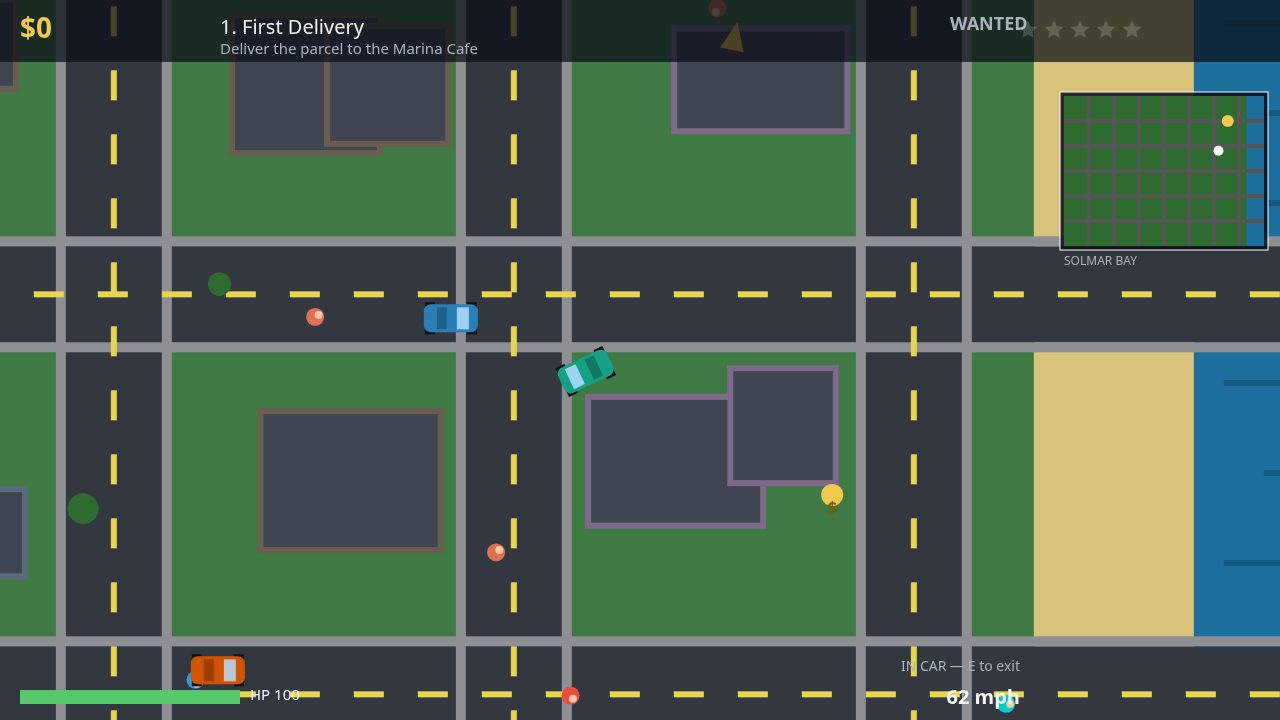 $0
1. First Delivery
Deliver the parcel to the Marina Cafe
WANTED
SOLMAR BAY
$
IN CAR — E to exit
HP 100
62 mph